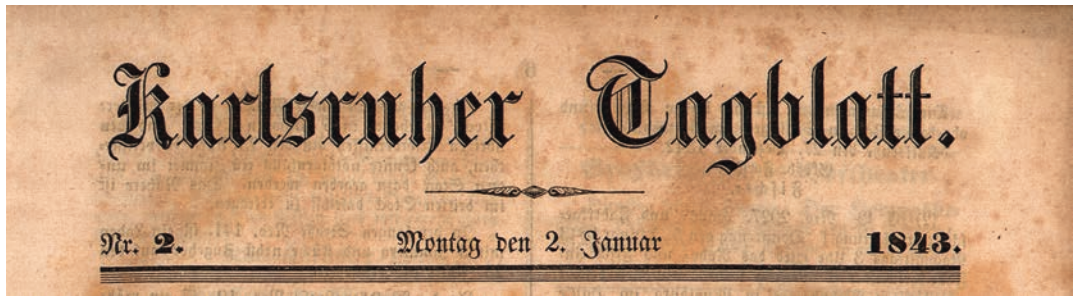 Karlsruher Tagblatt.
Nr. 2. Montag den 2. Januar 1843.